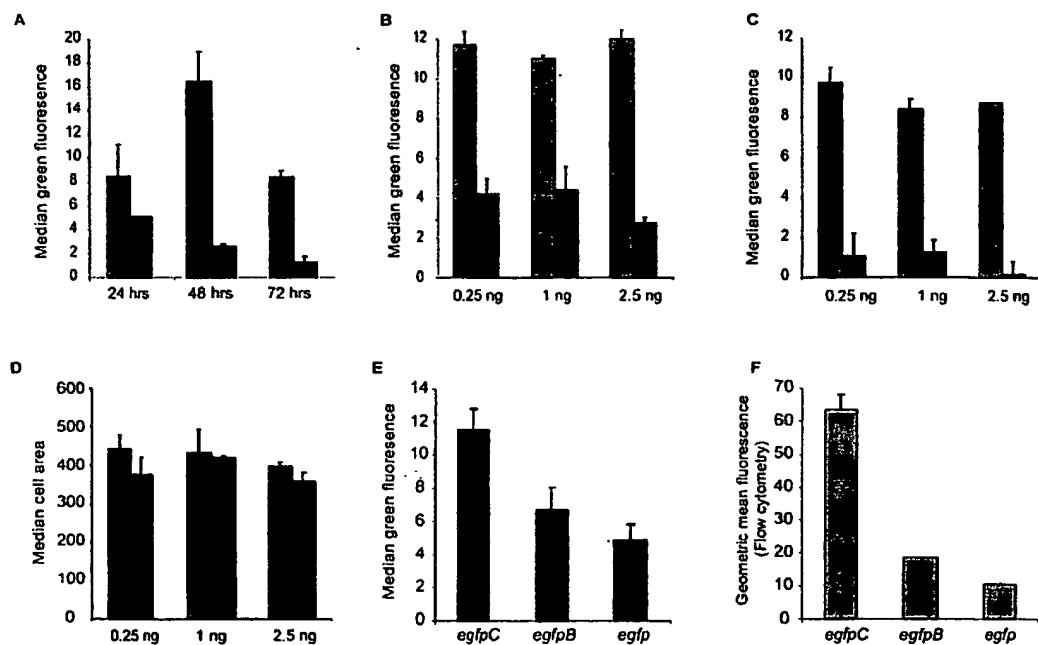 A
Median green fluoresence
20
18
16
14
12
10
8
6
4
2
0
24 hrs 48 hrs 72 hrs
B
Median green fluoresence
12
10
8
6
4
2
0
0.25 ng 1 ng 2.5 ng
C
Median green fluoresence
12
10
8
6
4
2
0
0.25 ng 1 ng 2.5 ng
D
Median cell area
600
500
400
300
200
100
0
0.25 ng 1 ng 2.5 ng
E
Median green fluoresence
14
12
10
8
6
4
2
0
egfpC egfpB egfp
F
Geometric mean fluorescence
(Flow cytometry)
70
60
50
40
30
20
10
0
egfpC egfpB egfp